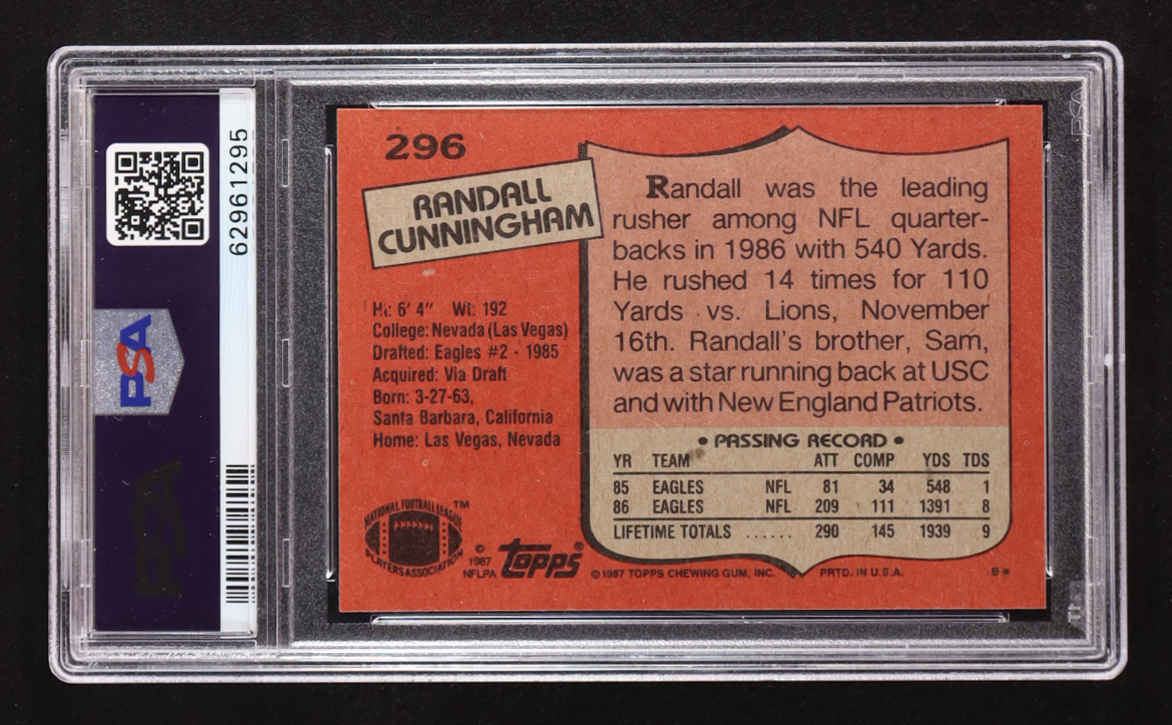 62961295
PSA
PSA
296
RANDALL
CUNNINGHAM
Ht: 6' 4" Wt: 192
College: Nevada (Las Vegas)
Drafted: Eagles #2 - 1985
Acquired: Via Draft
Born: 3-27-63,
Santa Barbara, California
Home: Las Vegas, Nevada
NATIONAL FOOTBALL LEAGUE
PLAYERS ASSOCIATION
TM
© 1987
NFLPA
Topps®
Randall was the leading
rusher among NFL quarter-
backs in 1986 with 540 Yards.
He rushed 14 times for 110
Yards vs. Lions, November
16th. Randall's brother, Sam,
was a star running back at USC
and with New England Patriots.
• PASSING RECORD •
YR TEAM ATT COMP YDS TDS
85 EAGLES NFL 81 34 548 1
86 EAGLES NFL 209 111 1391 8
LIFETIME TOTALS ...... 290 145 1939 9
© 1987 TOPPS CHEWING GUM, INC. PRTD. IN U.S.A. B*
PSA